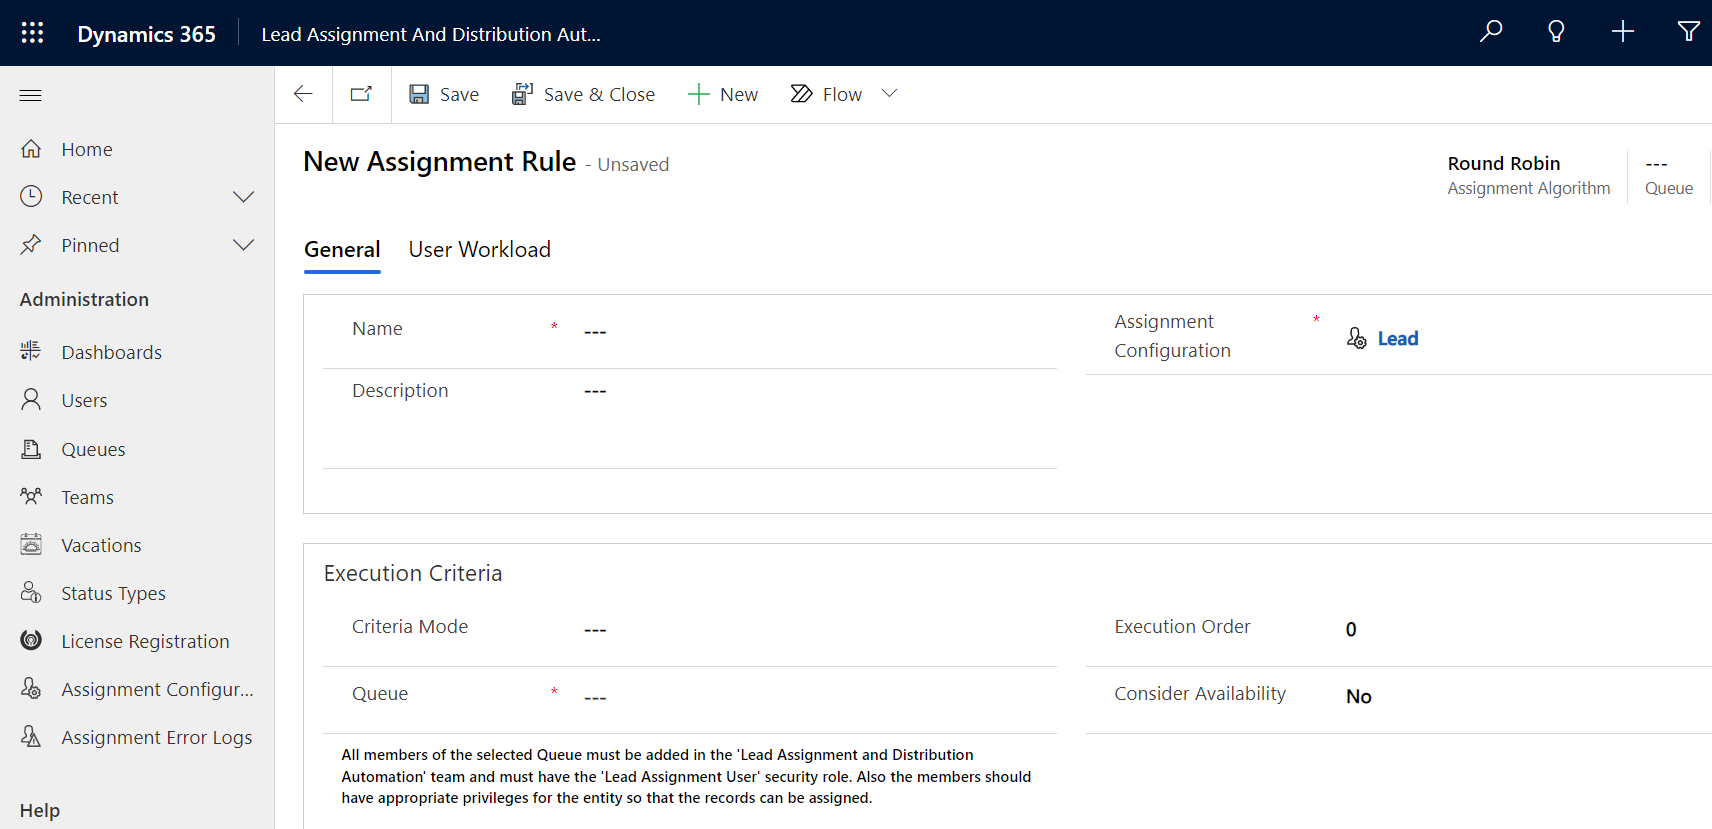 Dynamics 365
Lead Assignment And Distribution Aut...
Save
Save & Close
New
Flow
Home
Recent
Pinned
Administration
Dashboards
Users
Queues
Teams
Vacations
Status Types
License Registration
Assignment Configur...
Assignment Error Logs
Help
New Assignment Rule - Unsaved
Round Robin
Assignment Algorithm
---
Queue
General
User Workload
Name * ---
Description ---
Assignment
Configuration
* Lead
Execution Criteria
Criteria Mode ---
Execution Order 0
Queue * ---
Consider Availability No
All members of the selected Queue must be added in the 'Lead Assignment and Distribution
Automation' team and must have the 'Lead Assignment User' security role. Also the members should
have appropriate privileges for the entity so that the records can be assigned.